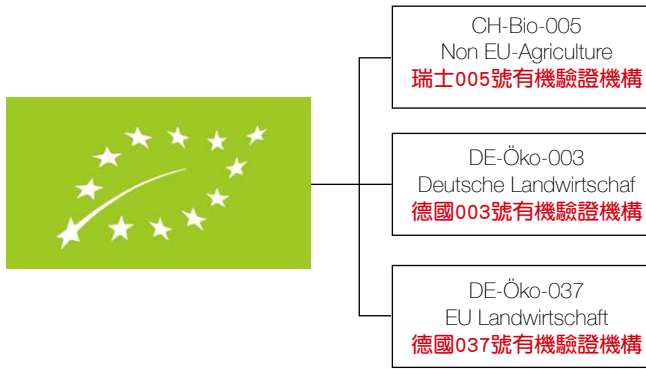 CH-Bio-005
Non EU-Agriculture
瑞士005號有機驗證機構
DE-Öko-003
Deutsche Landwirtschaf
德國003號有機驗證機構
DE-Öko-037
EU Landwirtschaft
德國037號有機驗證機構